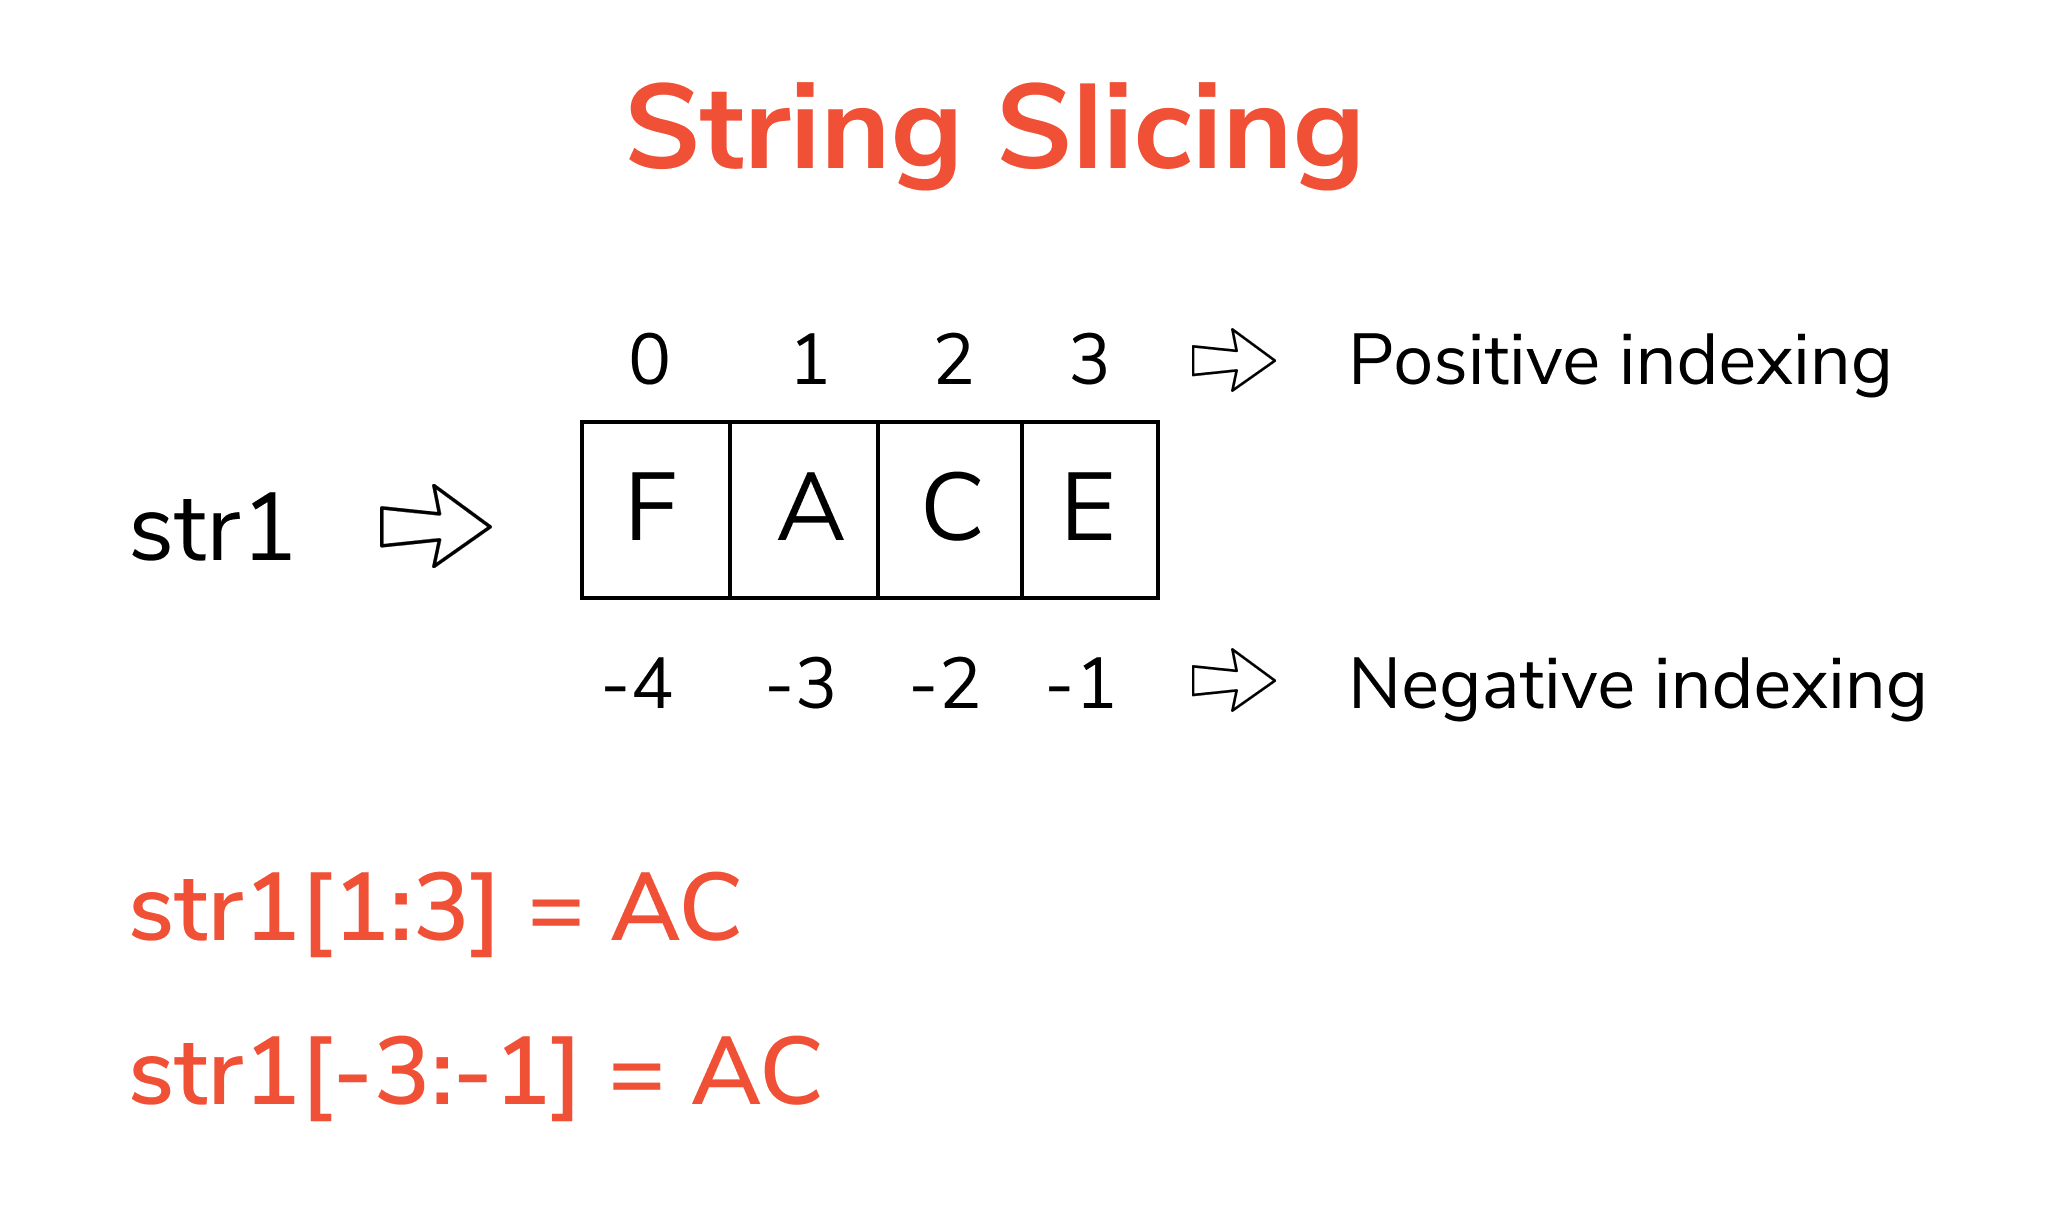 String Slicing
0 1 2 3 Positive indexing
str1 F A C E
-4 -3 -2 -1 Negative indexing
str1[1:3] = AC
str1[-3:-1] = AC